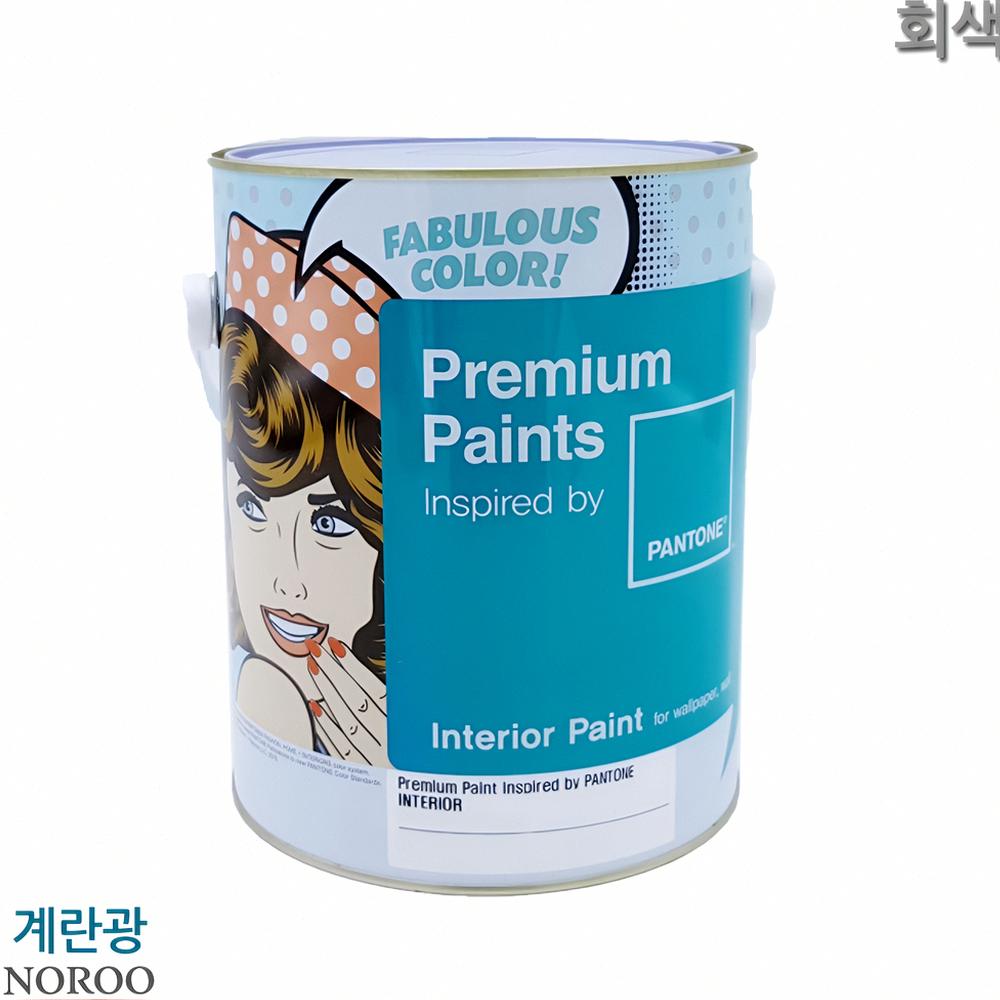 회색
FABULOUS
COLOR!
Premium
Paints
Inspired by
PANTONE®
Interior Paint for wallpaper,
Premium Paint Inspired by PANTONE
INTERIOR
계란광
NOROO